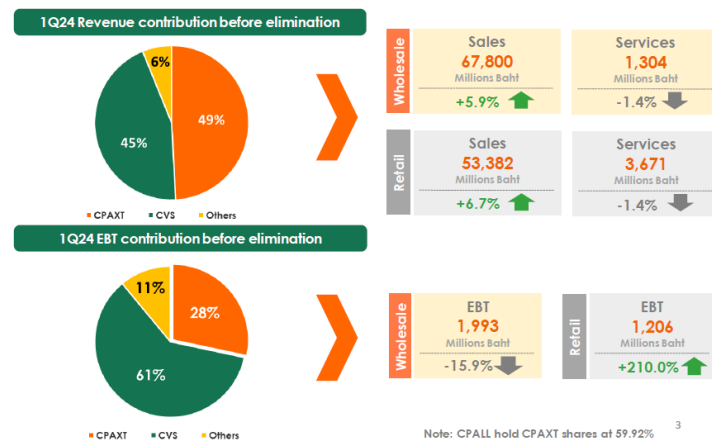 1Q24 Revenue contribution before elimination
6%
45%
49%
CPAXT CVS Others
Wholesale
Sales
67,800
Millions Baht
+5.9%
Services
1,304
Millions Baht
-1.4%
Retail
Sales
53,382
Millions Baht
+6.7%
Services
3,671
Millions Baht
-1.4%
1Q24 EBT contribution before elimination
11%
28%
61%
CPAXT CVS Others
Wholesale
EBT
1,993
Millions Baht
-15.9%
Retail
EBT
1,206
Millions Baht
+210.0%
Note: CPALL hold CPAXT shares at 59.92%
3